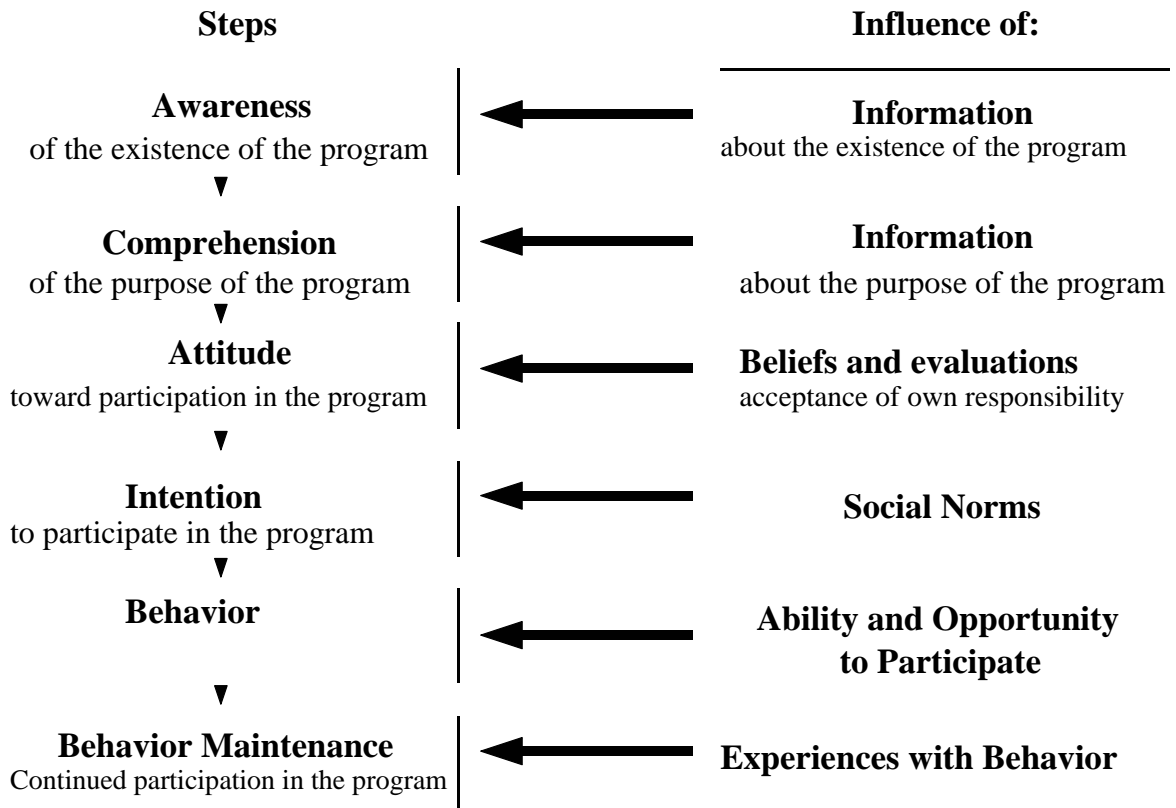 Steps
Influence of:
Awareness
of the existence of the program
Information
about the existence of the program
Comprehension
of the purpose of the program
Information
about the purpose of the program
Attitude
toward participation in the program
Beliefs and evaluations
acceptance of own responsibility
Intention
to participate in the program
Social Norms
Behavior
Ability and Opportunity
to Participate
Behavior Maintenance
Continued participation in the program
Experiences with Behavior